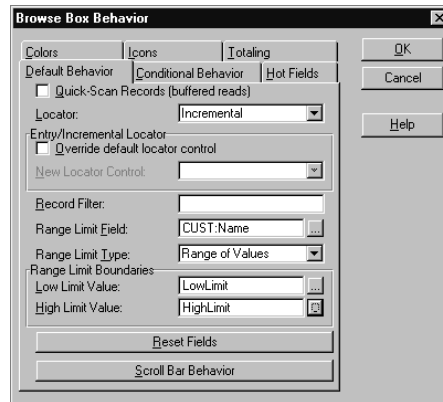 Browse Box Behavior
Colors Icons Totaling
Default Behavior Conditional Behavior Hot Fields
Quick-Scan Records (buffered reads)
Locator: Incremental
Entry/Incremental Locator
Override default locator control
New Locator Control:
Record Filter:
Range Limit Field: CUST:Name ...
Range Limit Type: Range of Values
Range Limit Boundaries
Low Limit Value: LowLimit ...
High Limit Value: HighLimit ...
Reset Fields
Scroll Bar Behavior
OK
Cancel
Help